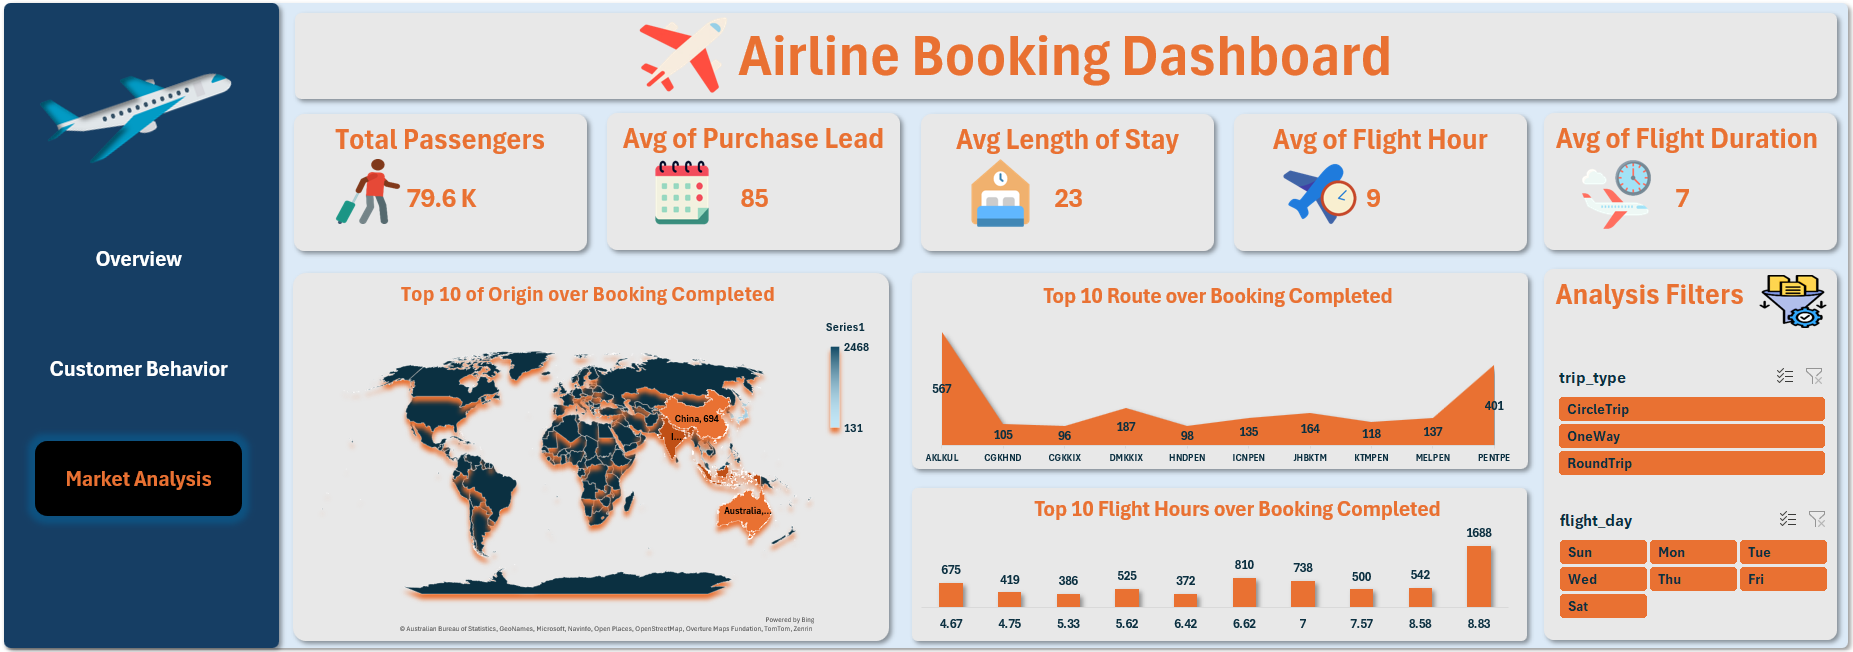 Airline Booking Dashboard
Total Passengers
79.6 K
Avg of Purchase Lead
85
Avg Length of Stay
23
Avg of Flight Hour
9
Avg of Flight Duration
7
Overview
Customer Behavior
Market Analysis
Top 10 of Origin over Booking Completed
Series1
2468
131
China, 694
I...
Australia,...
Powered by Bing
© Australian Bureau of Statistics, GeoNames, Microsoft, Navinfo, Open Places, OpenStreetMap, Overture Maps Fundation, TomTom, Zenrin
Top 10 Route over Booking Completed
567 105 96 187 98 135 164 118 137 401
AKLKUL CGKHND CGKKIX DMKKIX HNDPEN ICNPEN JHBKTM KTMPEN MELPEN PENTPE
Top 10 Flight Hours over Booking Completed
675 419 386 525 372 810 738 500 542 1688
4.67 4.75 5.33 5.62 6.42 6.62 7 7.57 8.58 8.83
Analysis Filters
trip_type
CircleTrip
OneWay
RoundTrip
flight_day
Sun Mon Tue
Wed Thu Fri
Sat